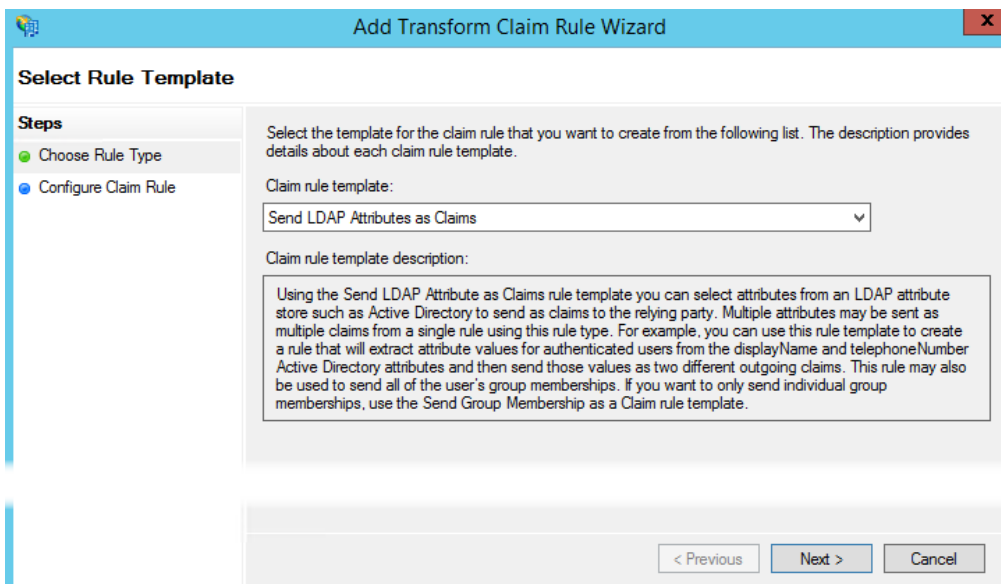 Add Transform Claim Rule Wizard
x
Select Rule Template
Steps
Choose Rule Type
Configure Claim Rule
Select the template for the claim rule that you want to create from the following list. The description provides
details about each claim rule template.
Claim rule template:
Send LDAP Attributes as Claims
Claim rule template description:
Using the Send LDAP Attribute as Claims rule template you can select attributes from an LDAP attribute
store such as Active Directory to send as claims to the relying party. Multiple attributes may be sent as
multiple claims from a single rule using this rule type. For example, you can use this rule template to create
a rule that will extract attribute values for authenticated users from the displayName and telephoneNumber
Active Directory attributes and then send those values as two different outgoing claims. This rule may also
be used to send all of the user's group memberships. If you want to only send individual group
memberships, use the Send Group Membership as a Claim rule template.
< Previous
Next >
Cancel